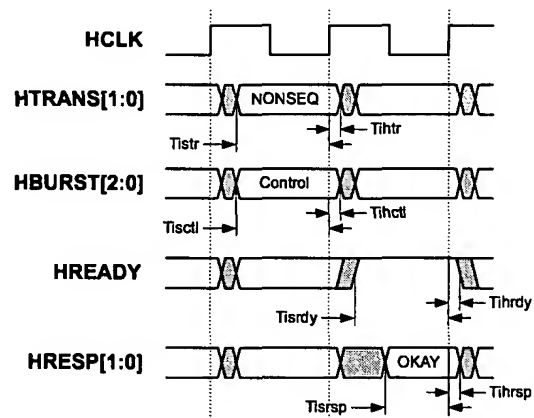 HCLK
HTRANS[1:0] NONSEQ
Tistr Tihtr
HBURST[2:0] Control
Tisctl Tihctl
HREADY
Tisrdy Tihrdy
HRESP[1:0] OKAY
Tisrsp Tihrsp